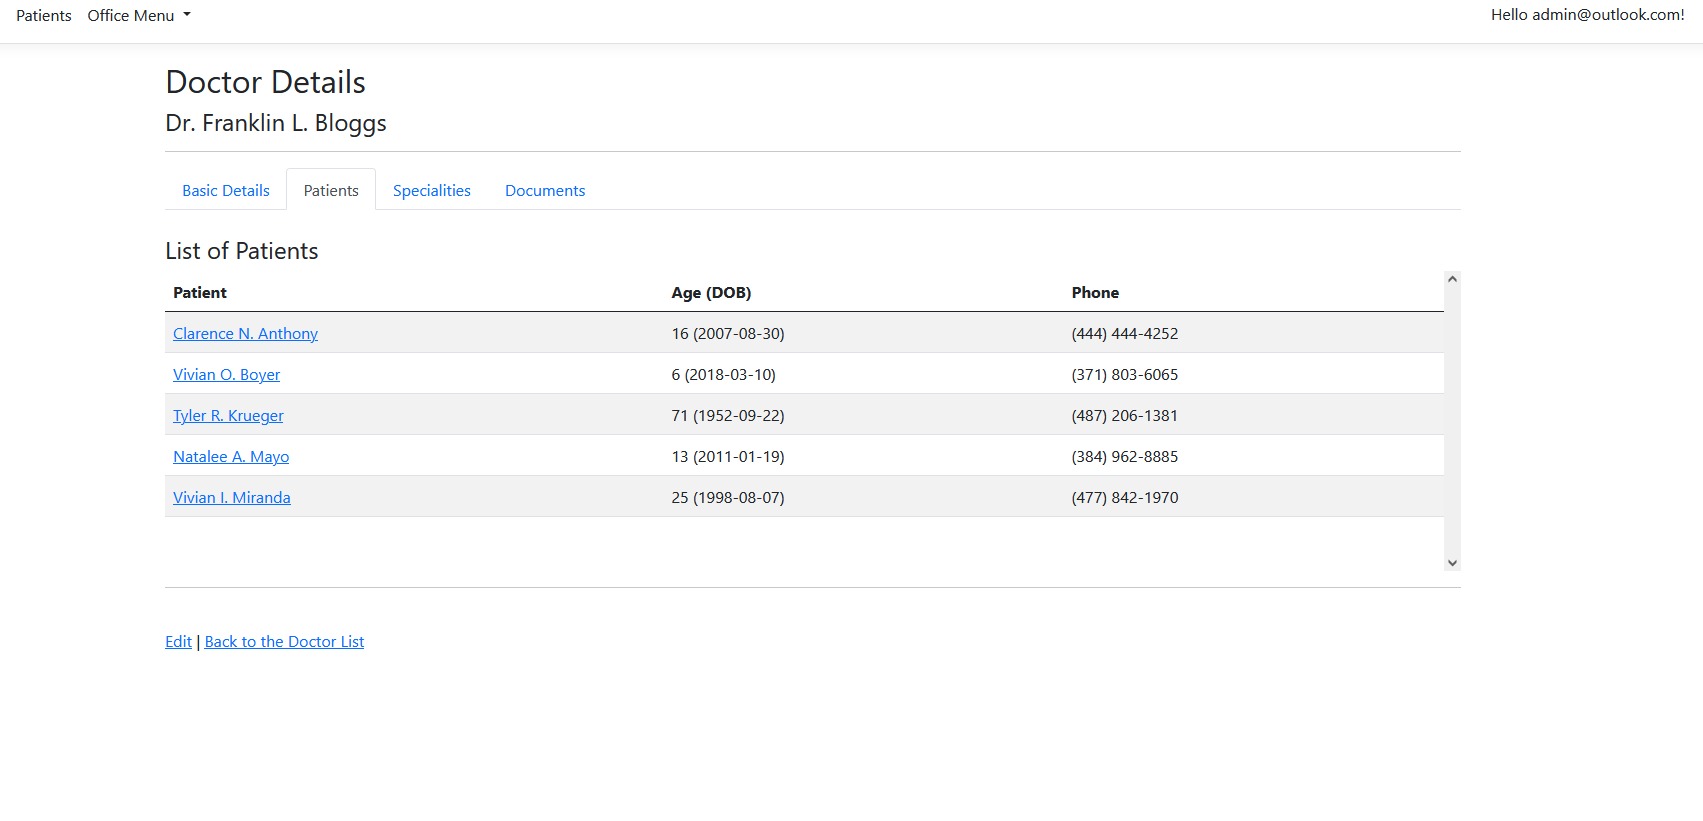 Patients Office Menu Hello admin@outlook.com!
Doctor Details
Dr. Franklin L. Bloggs
Basic Details Patients Specialities Documents
List of Patients
Patient Age (DOB) Phone
Clarence N. Anthony 16 (2007-08-30) (444) 444-4252
Vivian O. Boyer 6 (2018-03-10) (371) 803-6065
Tyler R. Krueger 71 (1952-09-22) (487) 206-1381
Natalee A. Mayo 13 (2011-01-19) (384) 962-8885
Vivian I. Miranda 25 (1998-08-07) (477) 842-1970
Edit | Back to the Doctor List